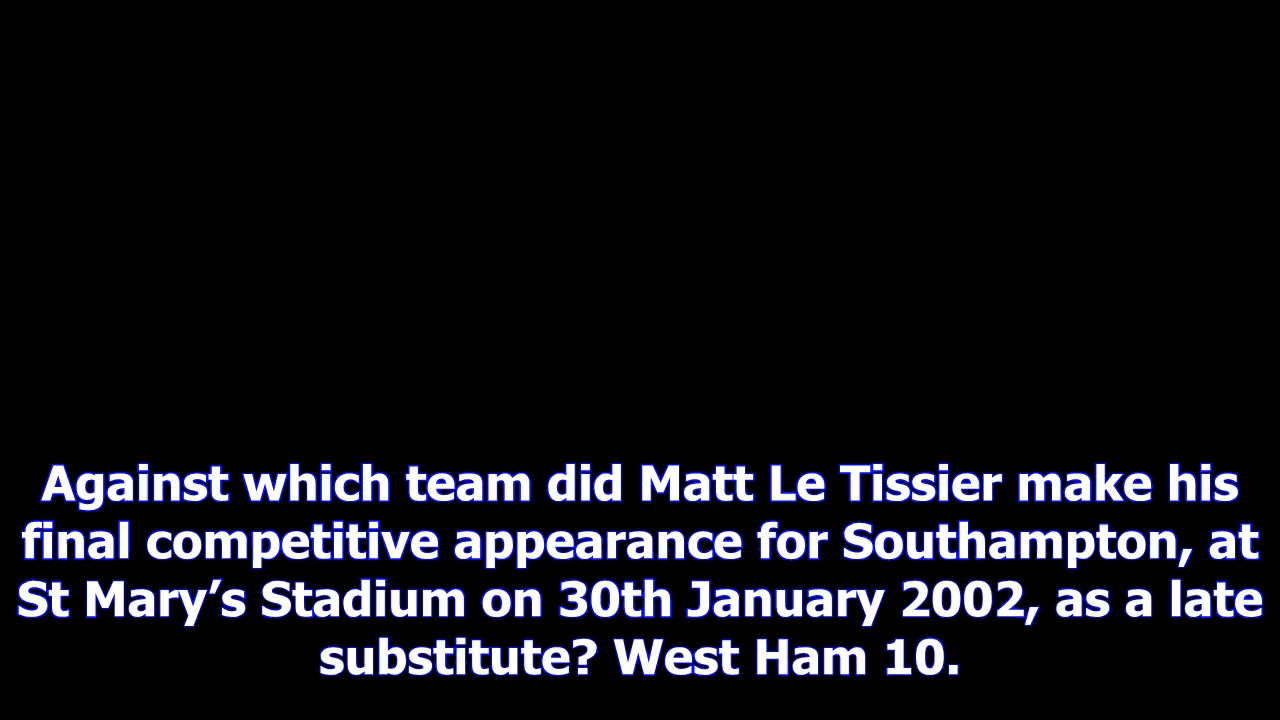 Against which team did Matt Le Tissier make his
final competitive appearance for Southampton, at
St Mary’s Stadium on 30th January 2002, as a late
substitute? West Ham 10.